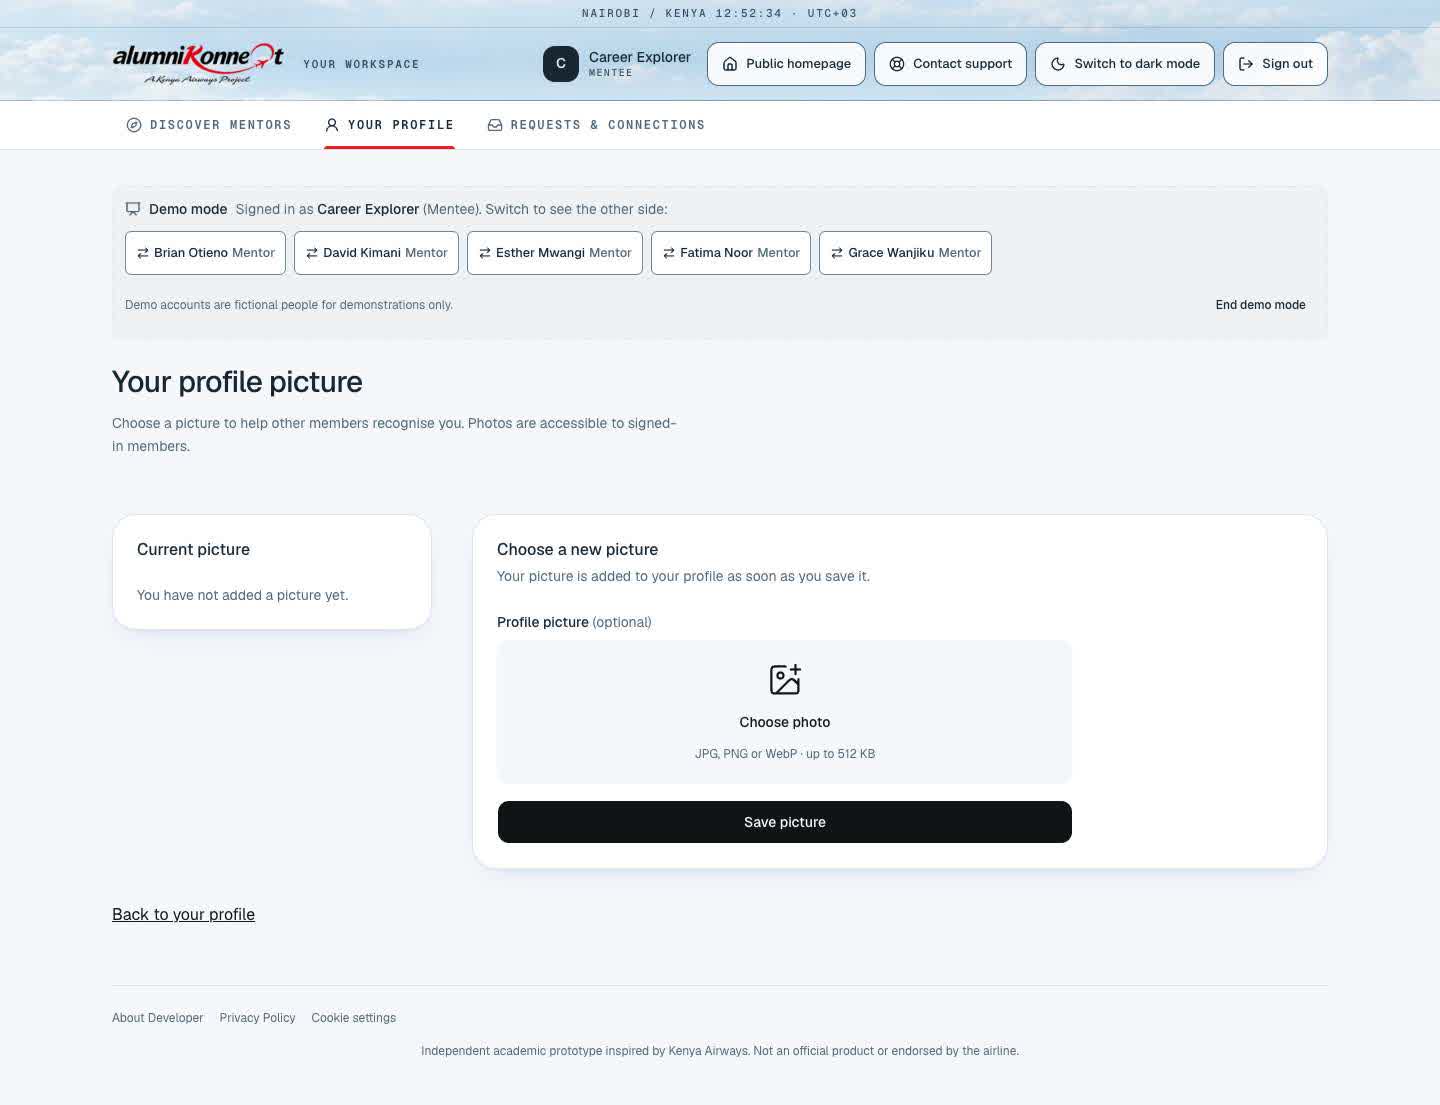 NAIROBI / KENYA 12:52:34 · UTC+03
alumniKonnect
A Kenya Airways Project
YOUR WORKSPACE
C
Career Explorer
MENTEE
Public homepage
Contact support
Switch to dark mode
Sign out
DISCOVER MENTORS
YOUR PROFILE
REQUESTS & CONNECTIONS
Demo mode Signed in as Career Explorer (Mentee). Switch to see the other side:
Brian Otieno Mentor
David Kimani Mentor
Esther Mwangi Mentor
Fatima Noor Mentor
Grace Wanjiku Mentor
Demo accounts are fictional people for demonstrations only.
End demo mode
Your profile picture
Choose a picture to help other members recognise you. Photos are accessible to signed-
in members.
Current picture
You have not added a picture yet.
Choose a new picture
Your picture is added to your profile as soon as you save it.
Profile picture (optional)
Choose photo
JPG, PNG or WebP · up to 512 KB
Save picture
Back to your profile
About Developer
Privacy Policy
Cookie settings
Independent academic prototype inspired by Kenya Airways. Not an official product or endorsed by the airline.